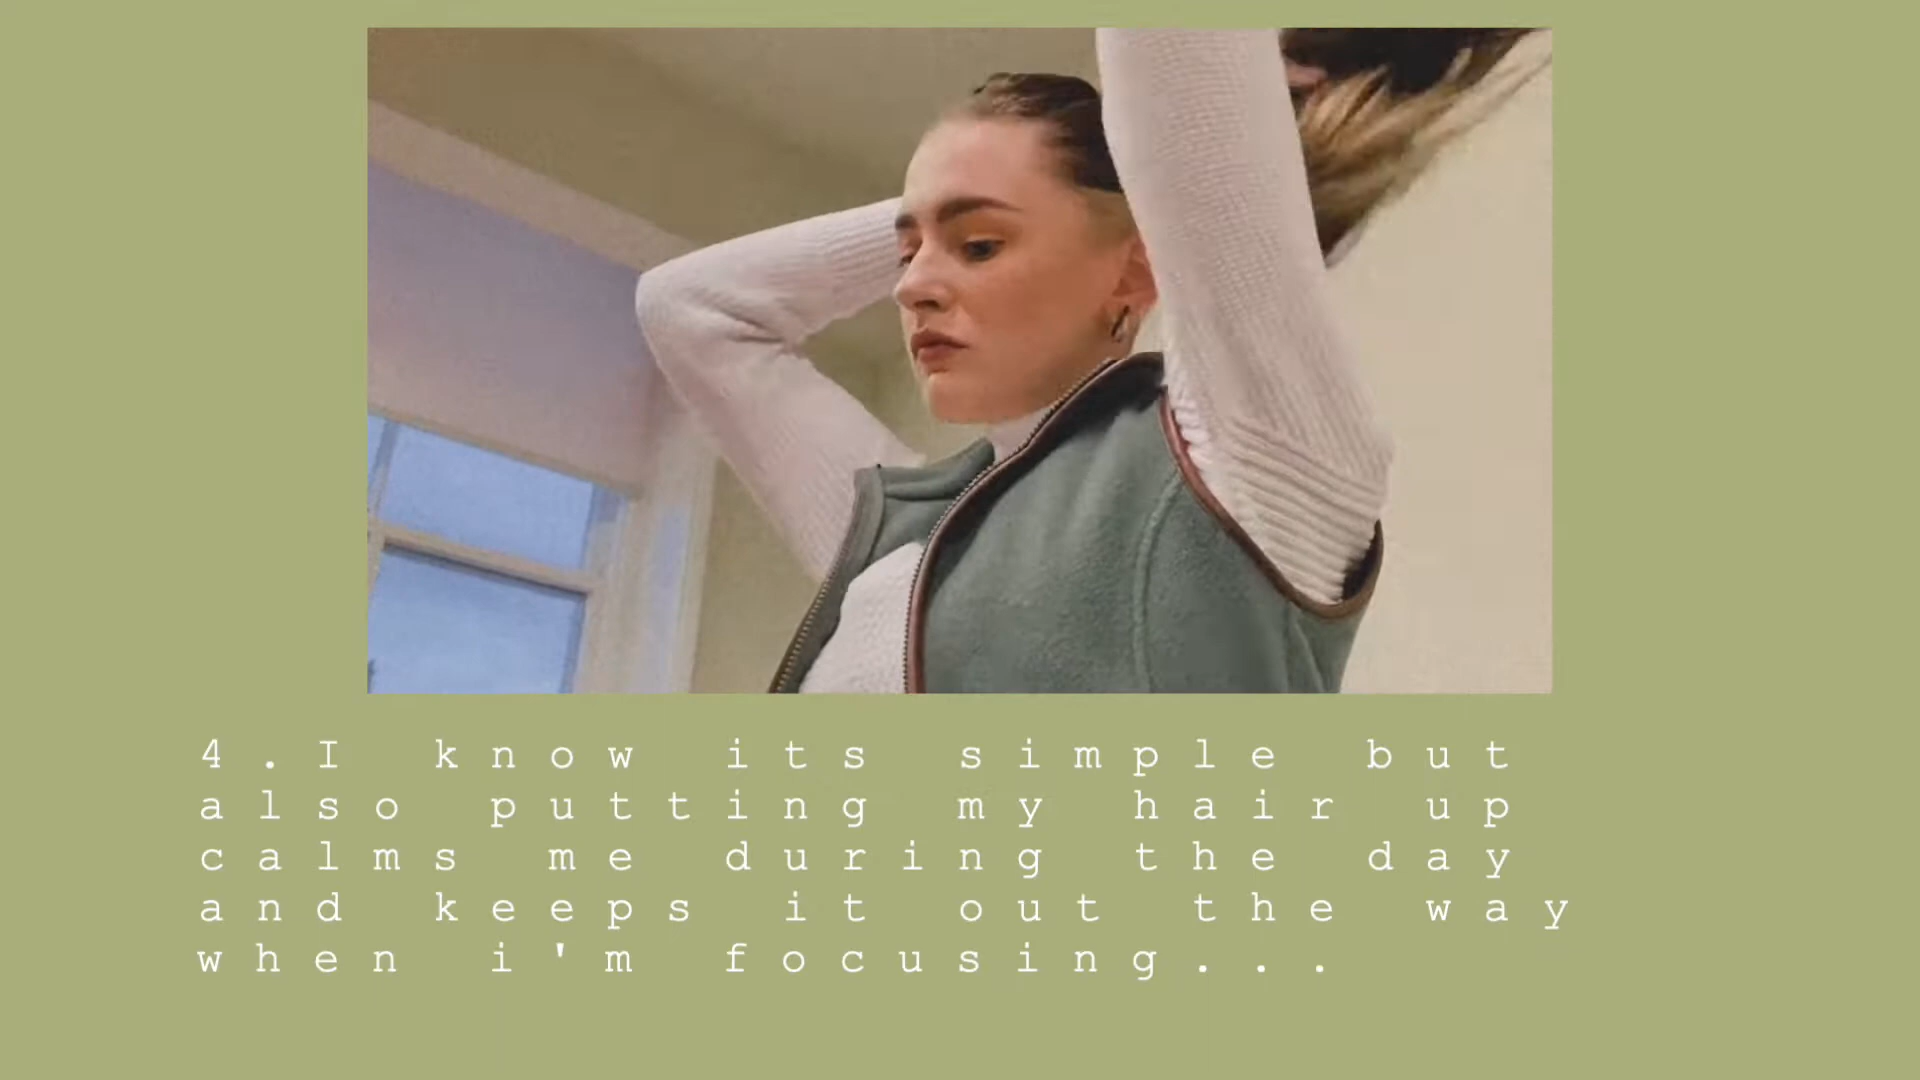 4.I know its simple but
also putting my hair up
calms me during the day
and keeps it out the way
when i'm focusing...